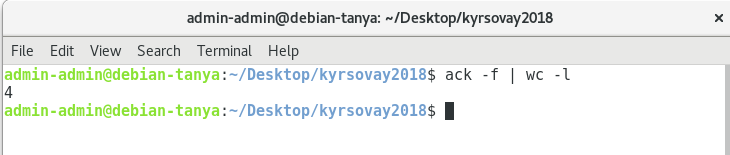 admin-admin@debian-tanya: ~/Desktop/kyrsovay2018
File Edit View Search Terminal Help
admin-admin@debian-tanya:~/Desktop/kyrsovay2018$ ack -f | wc -l
4
admin-admin@debian-tanya:~/Desktop/kyrsovay2018$